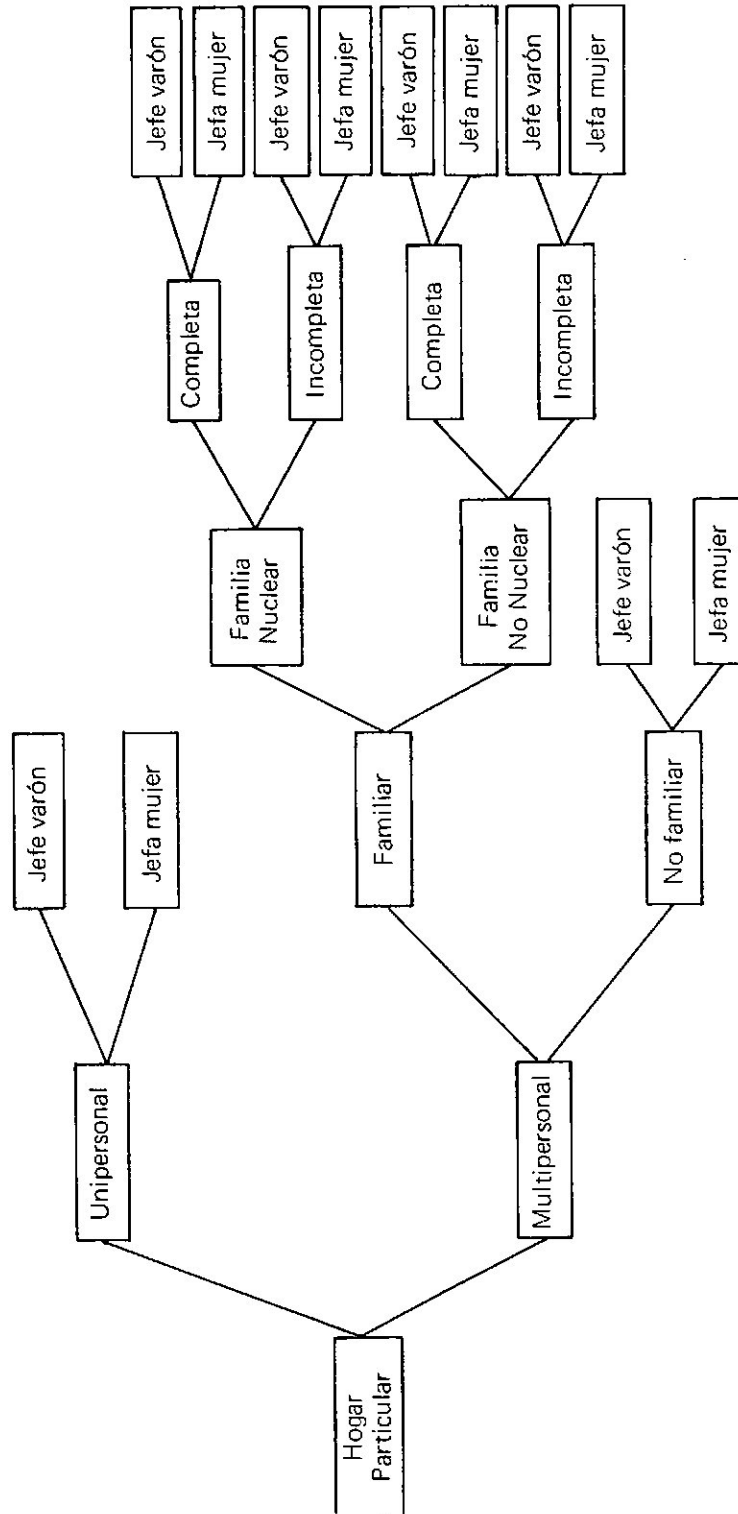 Hogar
Particular
Unipersonal
Jefe varón
Jefa mujer
Multipersonal
Familiar
Familia
Nuclear
Completa
Jefe varón
Jefa mujer
Incompleta
Jefe varón
Jefa mujer
Familia
No Nuclear
Completa
Jefe varón
Jefa mujer
Incompleta
Jefe varón
Jefa mujer
No familiar
Jefe varón
Jefa mujer